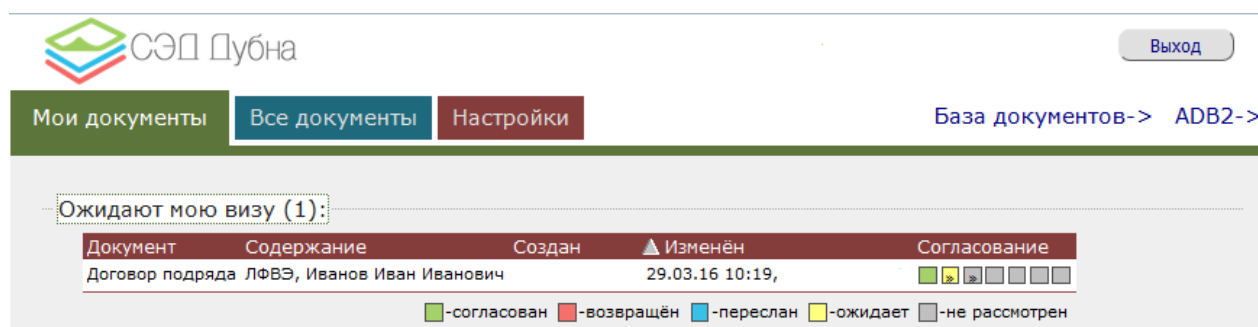 СЭД Дубна
Выход
Мои документы Все документы Настройки База документов-> ADB2->
Ожидают мою визу (1):
Документ Содержание Создан Изменён Согласование
Договор подряда ЛФВЭ, Иванов Иван Иванович 29.03.16 10:19, » »
-согласован -возвращён -переслан -ожидает -не рассмотрен